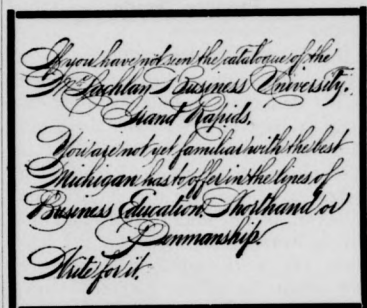 If you have not seen the catalogue of the
McLachlan Business University.
Grand Rapids,
You are not yet familiar with the best
Michigan has to offer in the lines of
Business Education, Shorthand or
Penmanship.
Write for it.